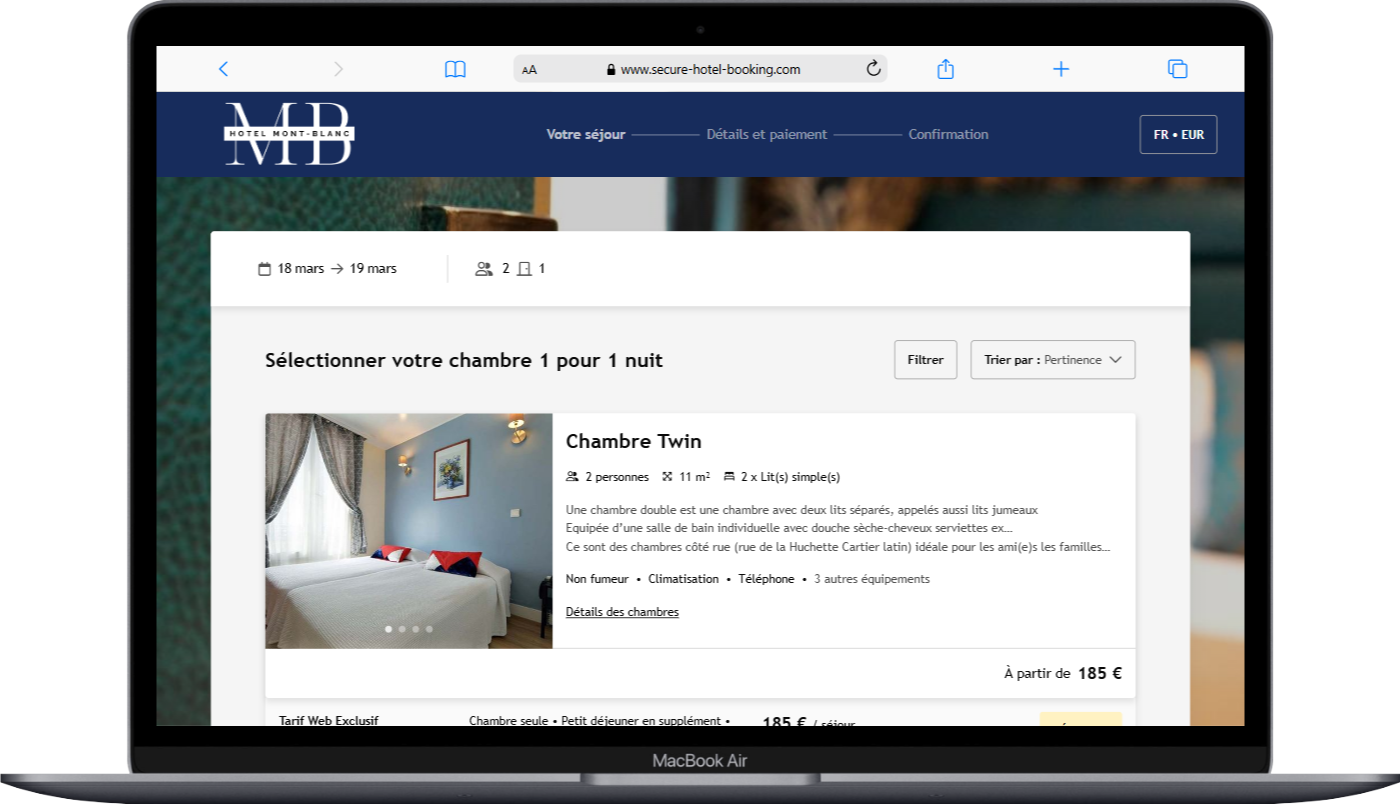 AA
www.secure-hotel-booking.com
MB
HOTEL MONT-BLANC
Votre séjour
Détails et paiement
Confirmation
FR • EUR
18 mars → 19 mars
2
1
Sélectionner votre chambre 1 pour 1 nuit
Filtrer
Trier par : Pertinence
Chambre Twin
2 personnes 11 m² 2 x Lit(s) simple(s)
Une chambre double est une chambre avec deux lits séparés, appelés aussi lits jumeaux
Equipée d’une salle de bain individuelle avec douche sèche-cheveux serviettes ex...
Ce sont des chambres côté rue (rue de la Huchette Cartier latin) idéale pour les ami(e)s les familles...
Non fumeur • Climatisation • Téléphone • 3 autres équipements
Détails des chambres
À partir de 185 €
Tarif Web Exclusif
Chambre seule • Petit déjeuner en supplément •
185 € / séjour
MacBook Air